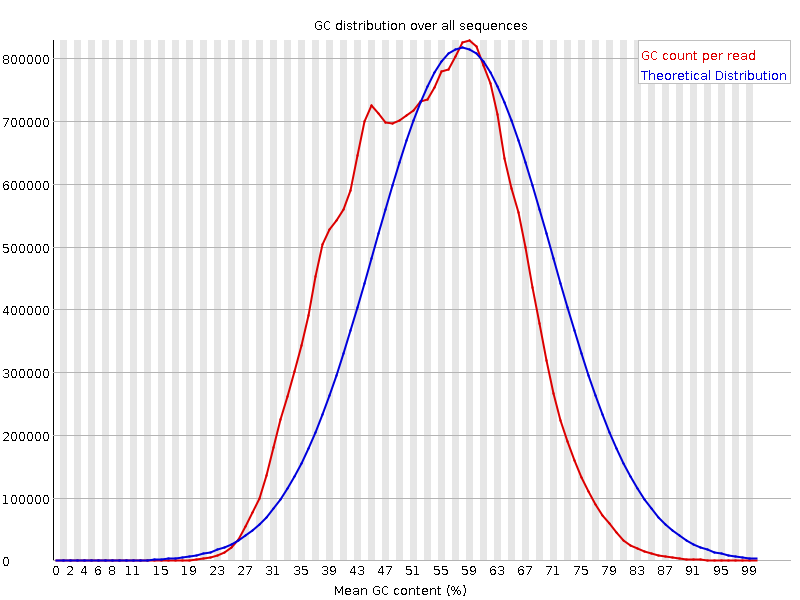 GC distribution over all sequences
GC count per read
Theoretical Distribution
800000
700000
600000
500000
400000
300000
200000
100000
0
0 2 4 6 8 11 15 19 23 27 31 35 39 43 47 51 55 59 63 67 71 75 79 83 87 91 95 99
Mean GC content (%)